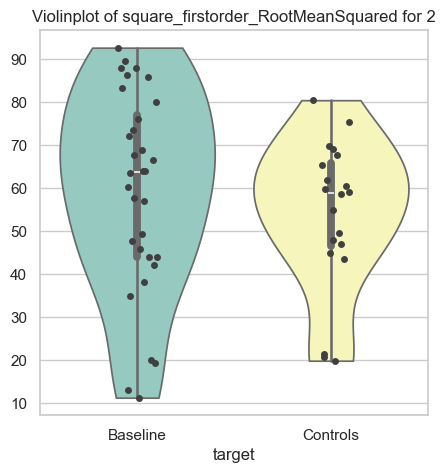 Violinplot of square_firstorder_RootMeanSquared for 2
90
80
70
60
50
40
30
20
10
Baseline
Controls
target